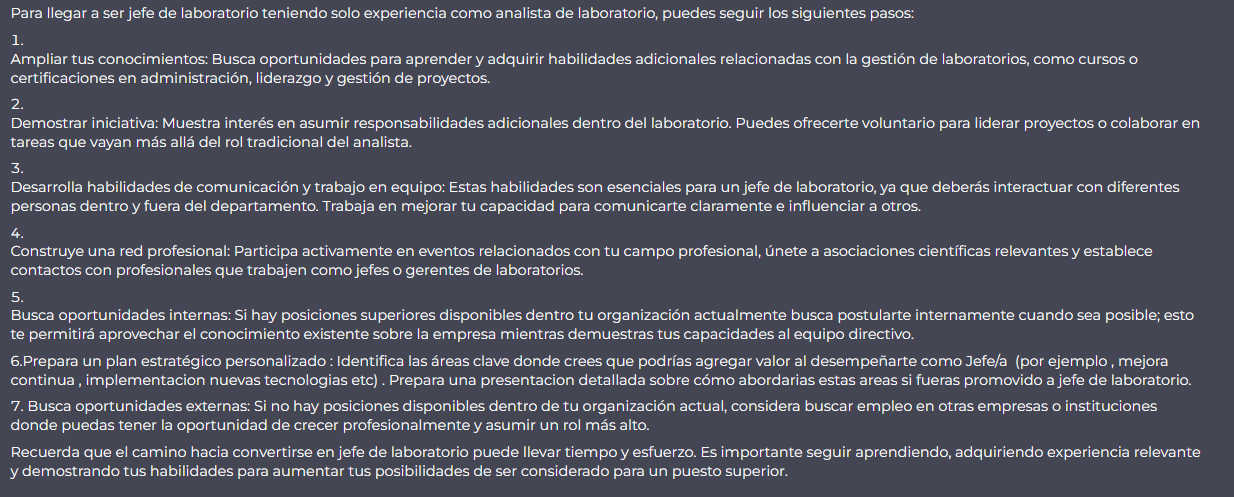 Para llegar a ser jefe de laboratorio teniendo solo experiencia como analista de laboratorio, puedes seguir los siguientes pasos:
1.
Ampliar tus conocimientos: Busca oportunidades para aprender y adquirir habilidades adicionales relacionadas con la gestión de laboratorios, como cursos o
certificaciones en administración, liderazgo y gestión de proyectos.
2.
Demostrar iniciativa: Muestra interés en asumir responsabilidades adicionales dentro del laboratorio. Puedes ofrecerte voluntario para liderar proyectos o colaborar en
tareas que vayan más allá del rol tradicional del analista.
3.
Desarrolla habilidades de comunicación y trabajo en equipo: Estas habilidades son esenciales para un jefe de laboratorio, ya que deberás interactuar con diferentes
personas dentro y fuera del departamento. Trabaja en mejorar tu capacidad para comunicarte claramente e influenciar a otros.
4.
Construye una red profesional: Participa activamente en eventos relacionados con tu campo profesional, únete a asociaciones científicas relevantes y establece
contactos con profesionales que trabajen como jefes o gerentes de laboratorios.
5.
Busca oportunidades internas: Si hay posiciones superiores disponibles dentro tu organización actualmente busca postularte internamente cuando sea posible; esto
te permitirá aprovechar el conocimiento existente sobre la empresa mientras demuestras tus capacidades al equipo directivo.
6.Prepara un plan estratégico personalizado : Identifica las áreas clave donde crees que podrías agregar valor al desempeñarte como Jefe/a  (por ejemplo , mejora
continua , implementacion nuevas tecnologias etc) . Prepara una presentacion detallada sobre cómo abordarias estas areas si fueras promovido a jefe de laboratorio.
7. Busca oportunidades externas: Si no hay posiciones disponibles dentro de tu organización actual, considera buscar empleo en otras empresas o instituciones
donde puedas tener la oportunidad de crecer profesionalmente y asumir un rol más alto.
Recuerda que el camino hacia convertirse en jefe de laboratorio puede llevar tiempo y esfuerzo. Es importante seguir aprendiendo, adquiriendo experiencia relevante
y demostrando tus habilidades para aumentar tus posibilidades de ser considerado para un puesto superior.